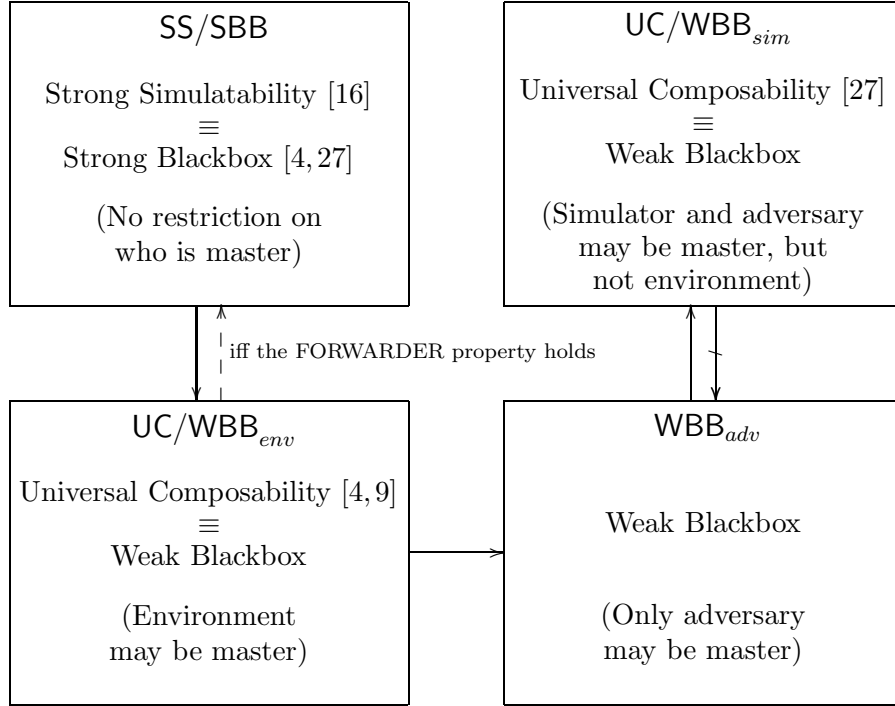 SS/SBB
Strong Simulatability [16]
≡
Strong Blackbox [4, 27]
(No restriction on
who is master)
UC/WBB_sim
Universal Composability [27]
≡
Weak Blackbox
(Simulator and adversary
may be master, but
not environment)
iff the FORWARDER property holds
UC/WBB_env
Universal Composability [4, 9]
≡
Weak Blackbox
(Environment
may be master)
WBB_adv
Weak Blackbox
(Only adversary
may be master)